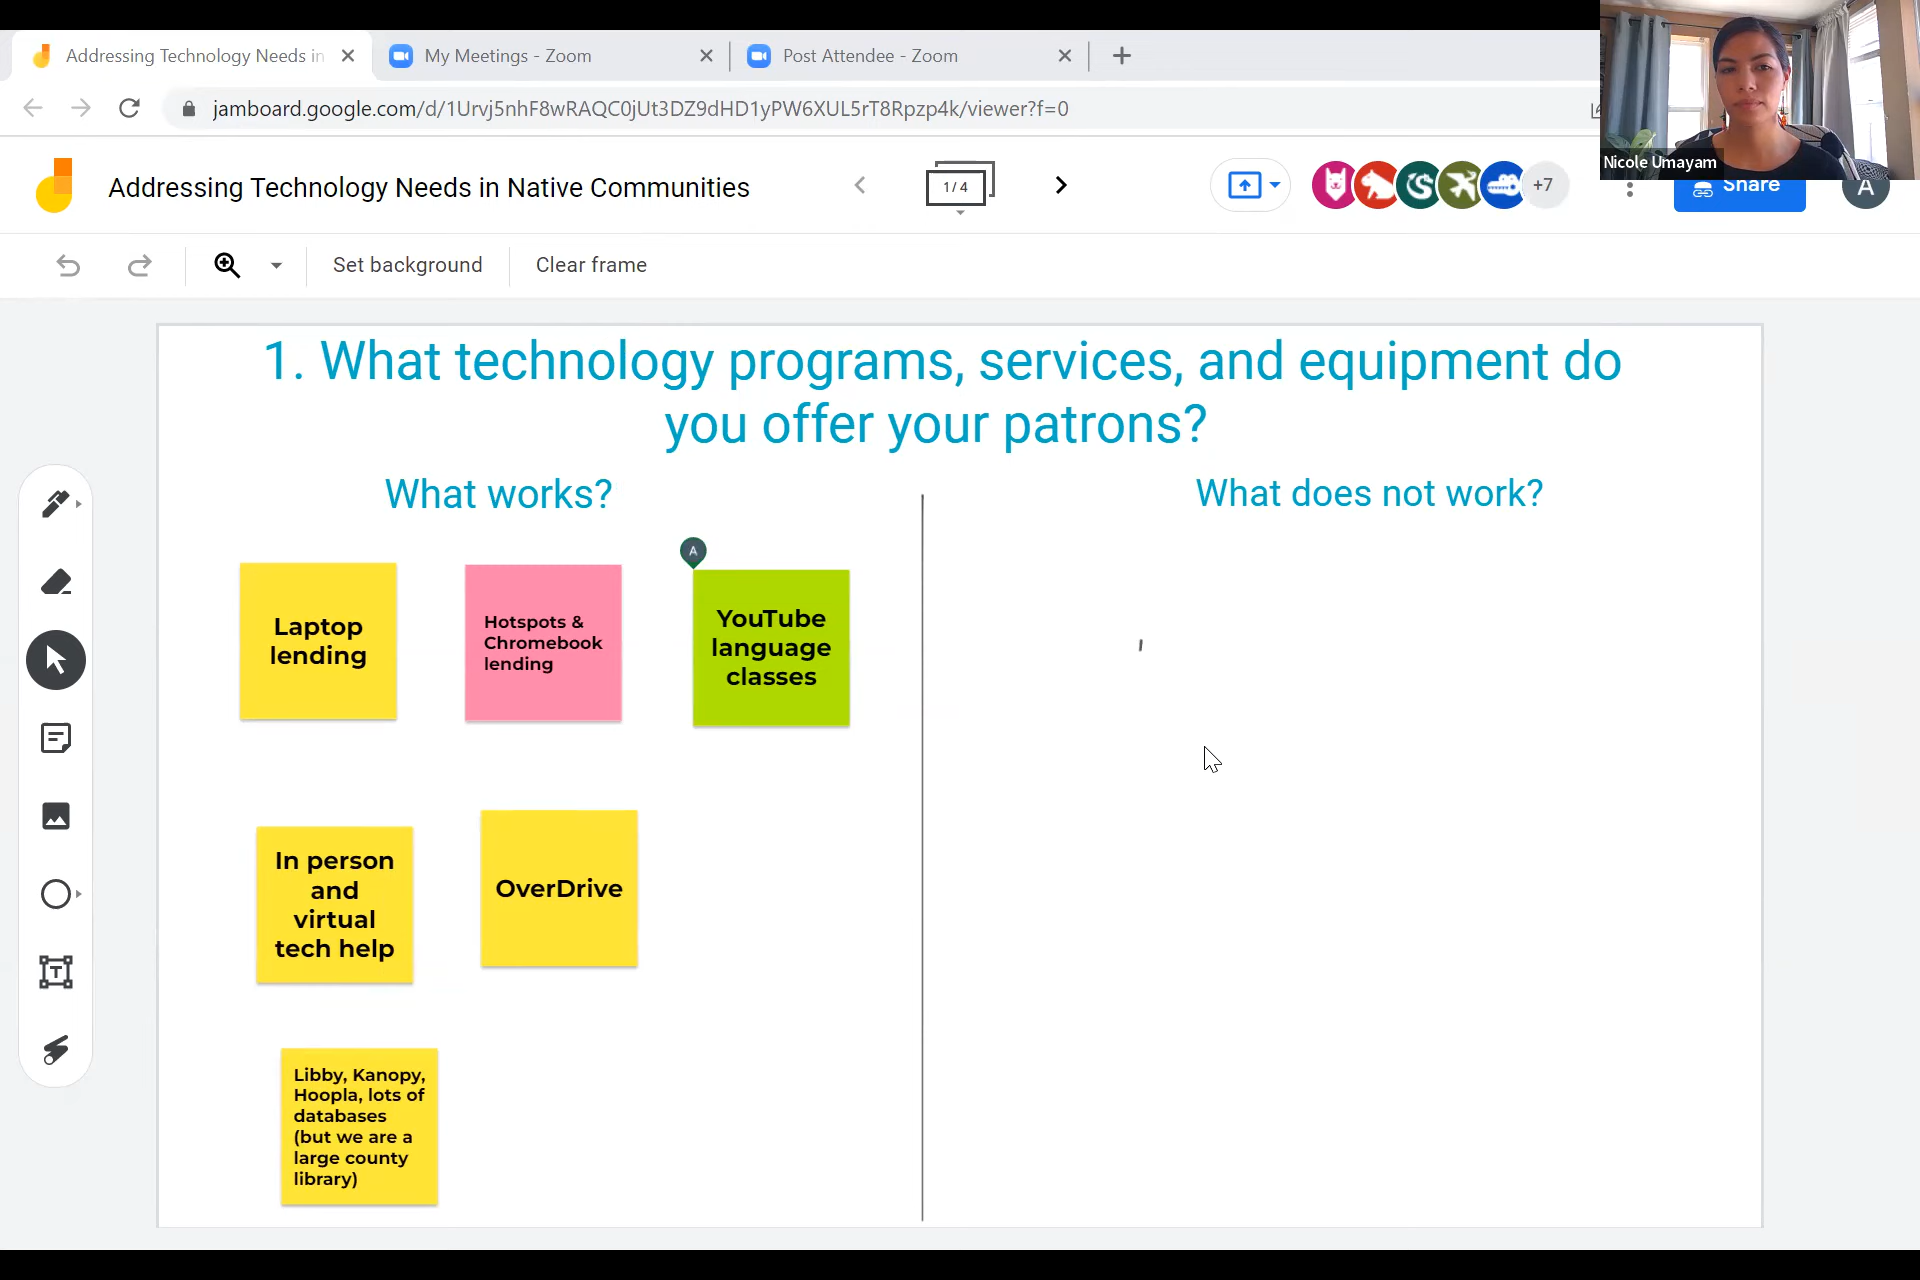 Addressing Technology Needs in
My Meetings - Zoom
Post Attendee - Zoom
jamboard.google.com/d/1Urvj5nhF8wRAQC0jUt3DZ9dHD1yPW6XUL5rT8Rpzp4k/viewer?f=0
Nicole Umayam
Addressing Technology Needs in Native Communities
1 / 4
+7
Share
A
Set background
Clear frame
1. What technology programs, services, and equipment do
you offer your patrons?
What works?
What does not work?
A
Laptop
lending
Hotspots &
Chromebook
lending
YouTube
language
classes
In person
and
virtual
tech help
OverDrive
Libby, Kanopy,
Hoopla, lots of
databases
(but we are a
large county
library)